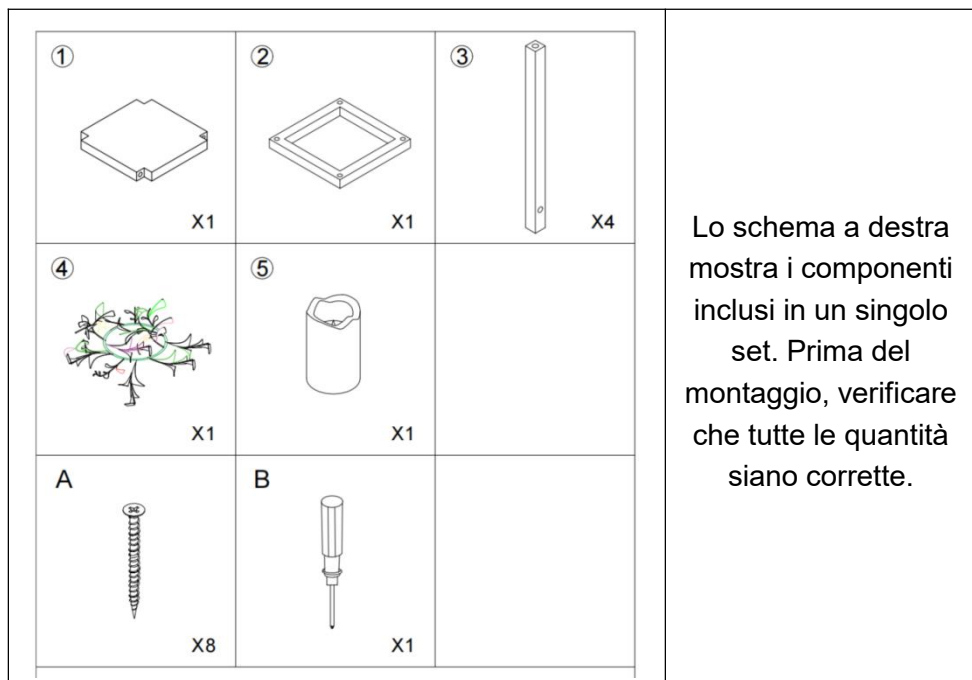 ① ② ③
X1 X1 X4
④ ⑤
X1 X1
A B
X8 X1
Lo schema a destra
mostra i componenti
inclusi in un singolo
set. Prima del
montaggio, verificare
che tutte le quantità
siano corrette.